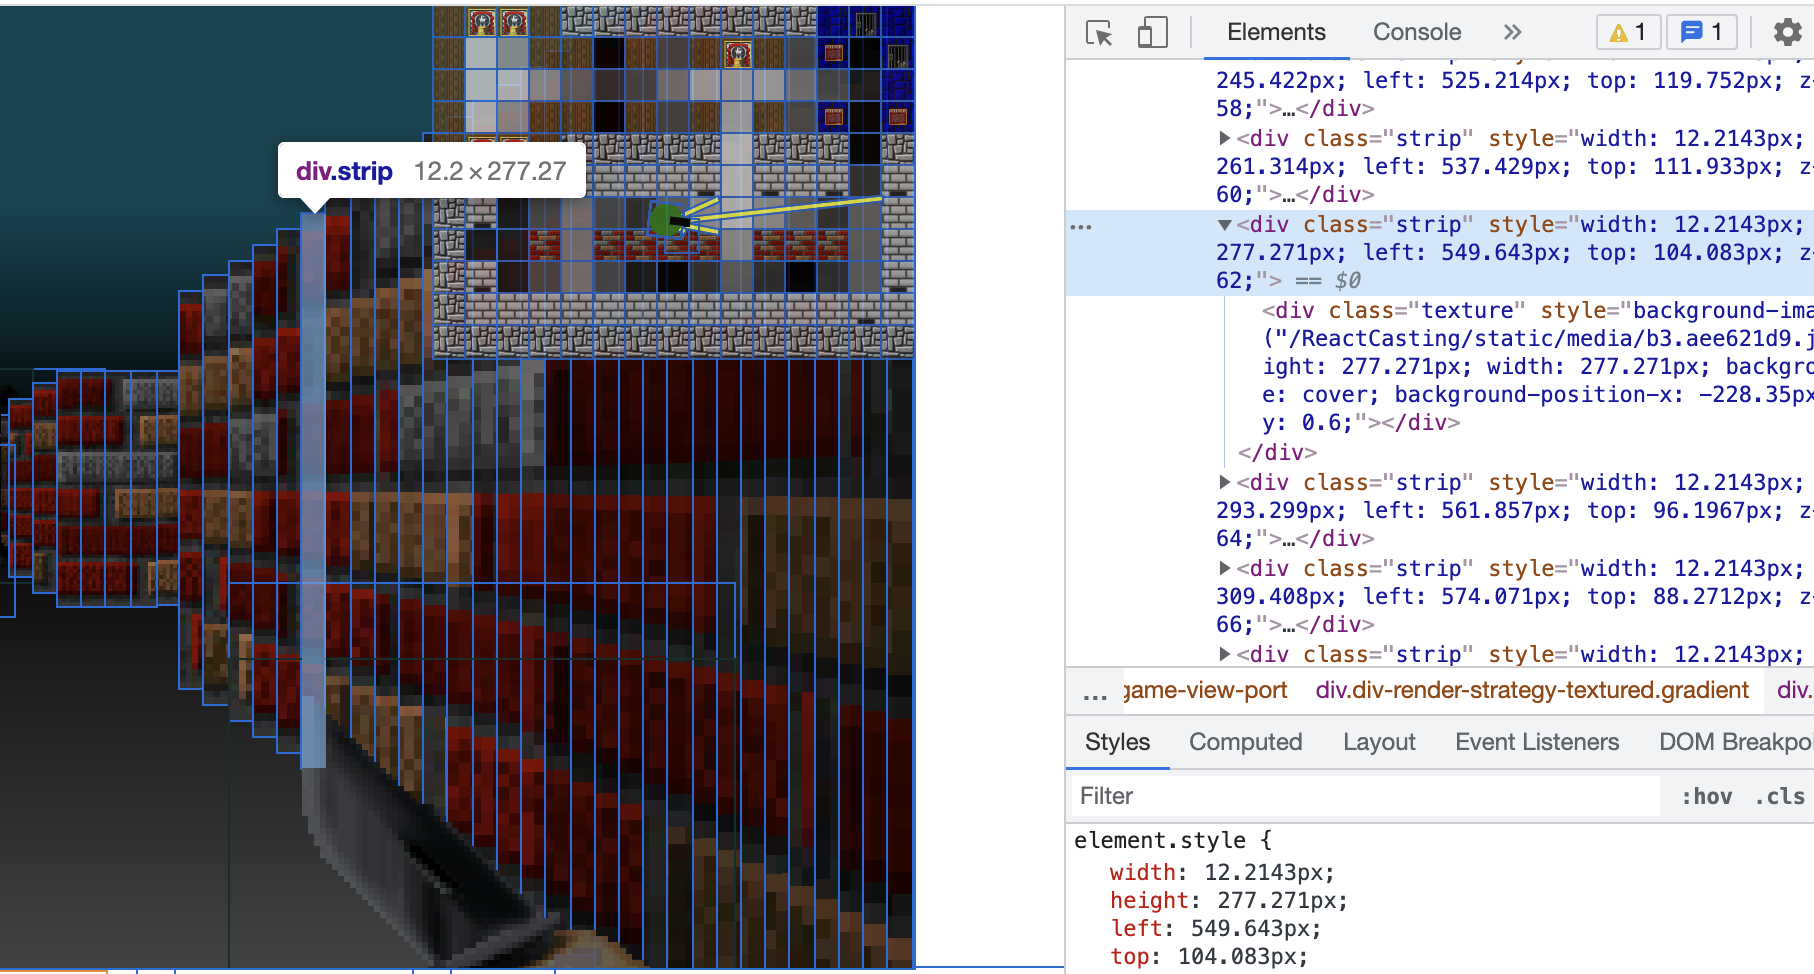 div.strip 12.2×277.27
Elements Console » 1 1
245.422px; left: 525.214px; top: 119.752px; z-
58;">…</div>
▶<div class="strip" style="width: 12.2143px;
261.314px; left: 537.429px; top: 111.933px; z-
60;">…</div>
… ▼<div class="strip" style="width: 12.2143px;
277.271px; left: 549.643px; top: 104.083px; z-
62;"> == $0
<div class="texture" style="background-ima
("/ReactCasting/static/media/b3.aee621d9.j
ight: 277.271px; width: 277.271px; backgro
e: cover; background-position-x: -228.35px
y: 0.6;"></div>
</div>
▶<div class="strip" style="width: 12.2143px;
293.299px; left: 561.857px; top: 96.1967px; z-
64;">…</div>
▶<div class="strip" style="width: 12.2143px;
309.408px; left: 574.071px; top: 88.2712px; z-
66;">…</div>
▶<div class="strip" style="width: 12.2143px;
… game-view-port div.div-render-strategy-textured.gradient div.
Styles Computed Layout Event Listeners DOM Breakpoi
Filter :hov .cls
element.style {
width: 12.2143px;
height: 277.271px;
left: 549.643px;
top: 104.083px;